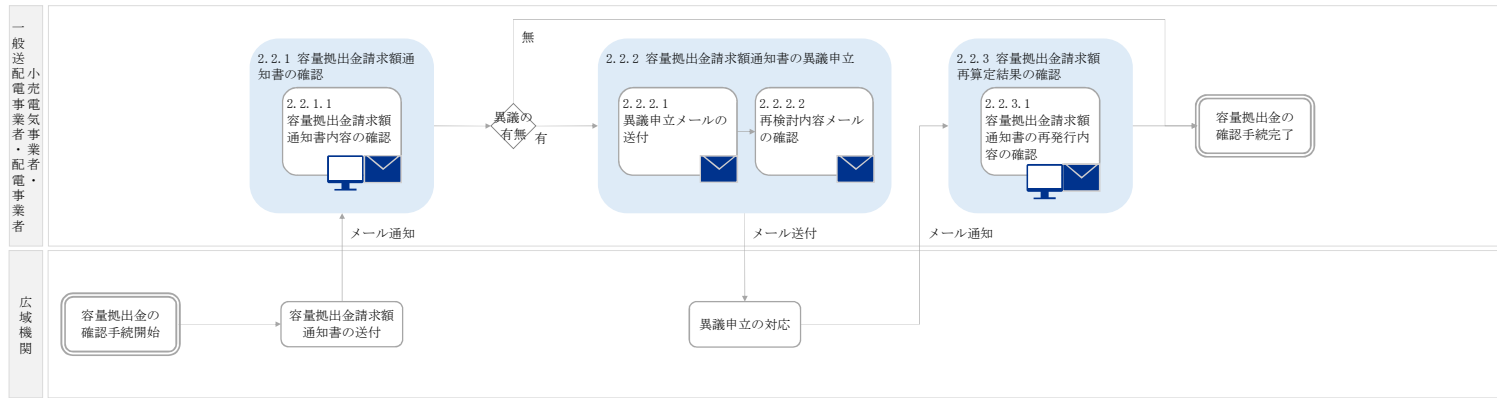 一般送配電事業者・配電事業者
小売電気事業者・
無
2.2.1 容量拠出金請求額通
知書の確認
2.2.1.1
容量拠出金請求額
通知書内容の確認
異議の
有無
有
2.2.2 容量拠出金請求額通知書の異議申立
2.2.2.1
異議申立メールの
送付
2.2.2.2
再検討内容メール
の確認
2.2.3 容量拠出金請求額
再算定結果の確認
2.2.3.1
容量拠出金請求額
通知書の再発行内
容の確認
容量拠出金の
確認手続完了
メール通知
メール送付
メール通知
広域機関
容量拠出金の
確認手続開始
容量拠出金請求額
通知書の送付
異議申立の対応